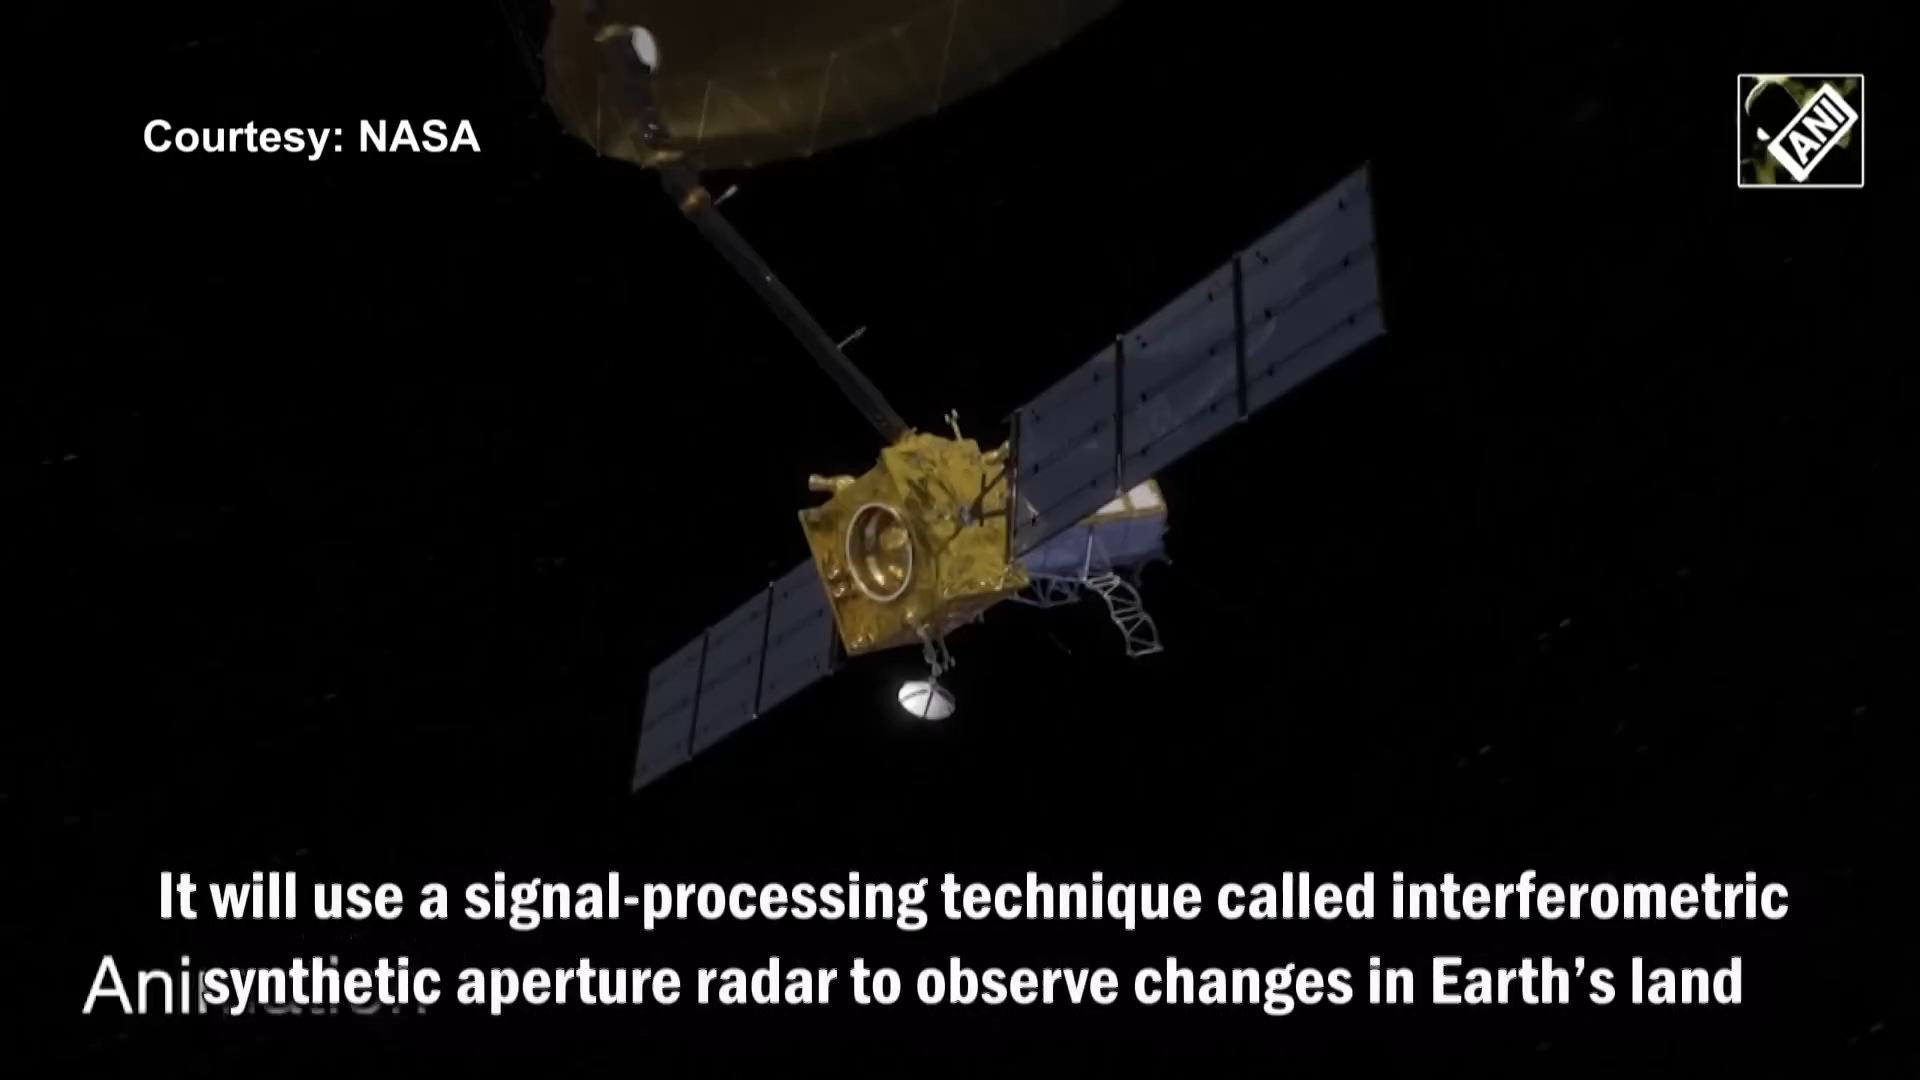 Courtesy: NASA
ANI
It will use a signal-processing technique called interferometric
synthetic aperture radar to observe changes in Earth’s land